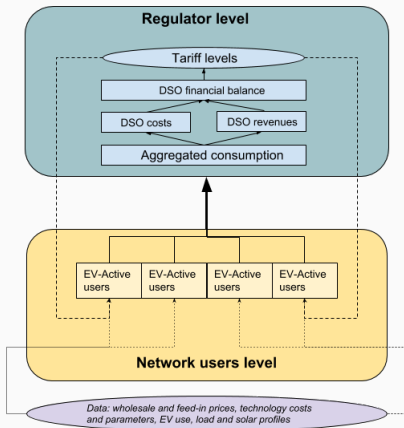 Regulator level
Tariff levels
DSO financial balance
DSO costs
DSO revenues
Aggregated consumption
EV-Active
users
EV-Active
users
EV-Active
users
EV-Active
users
Network users level
Data: wholesale and feed-in prices, technology costs
and parameters, EV use, load and solar profiles